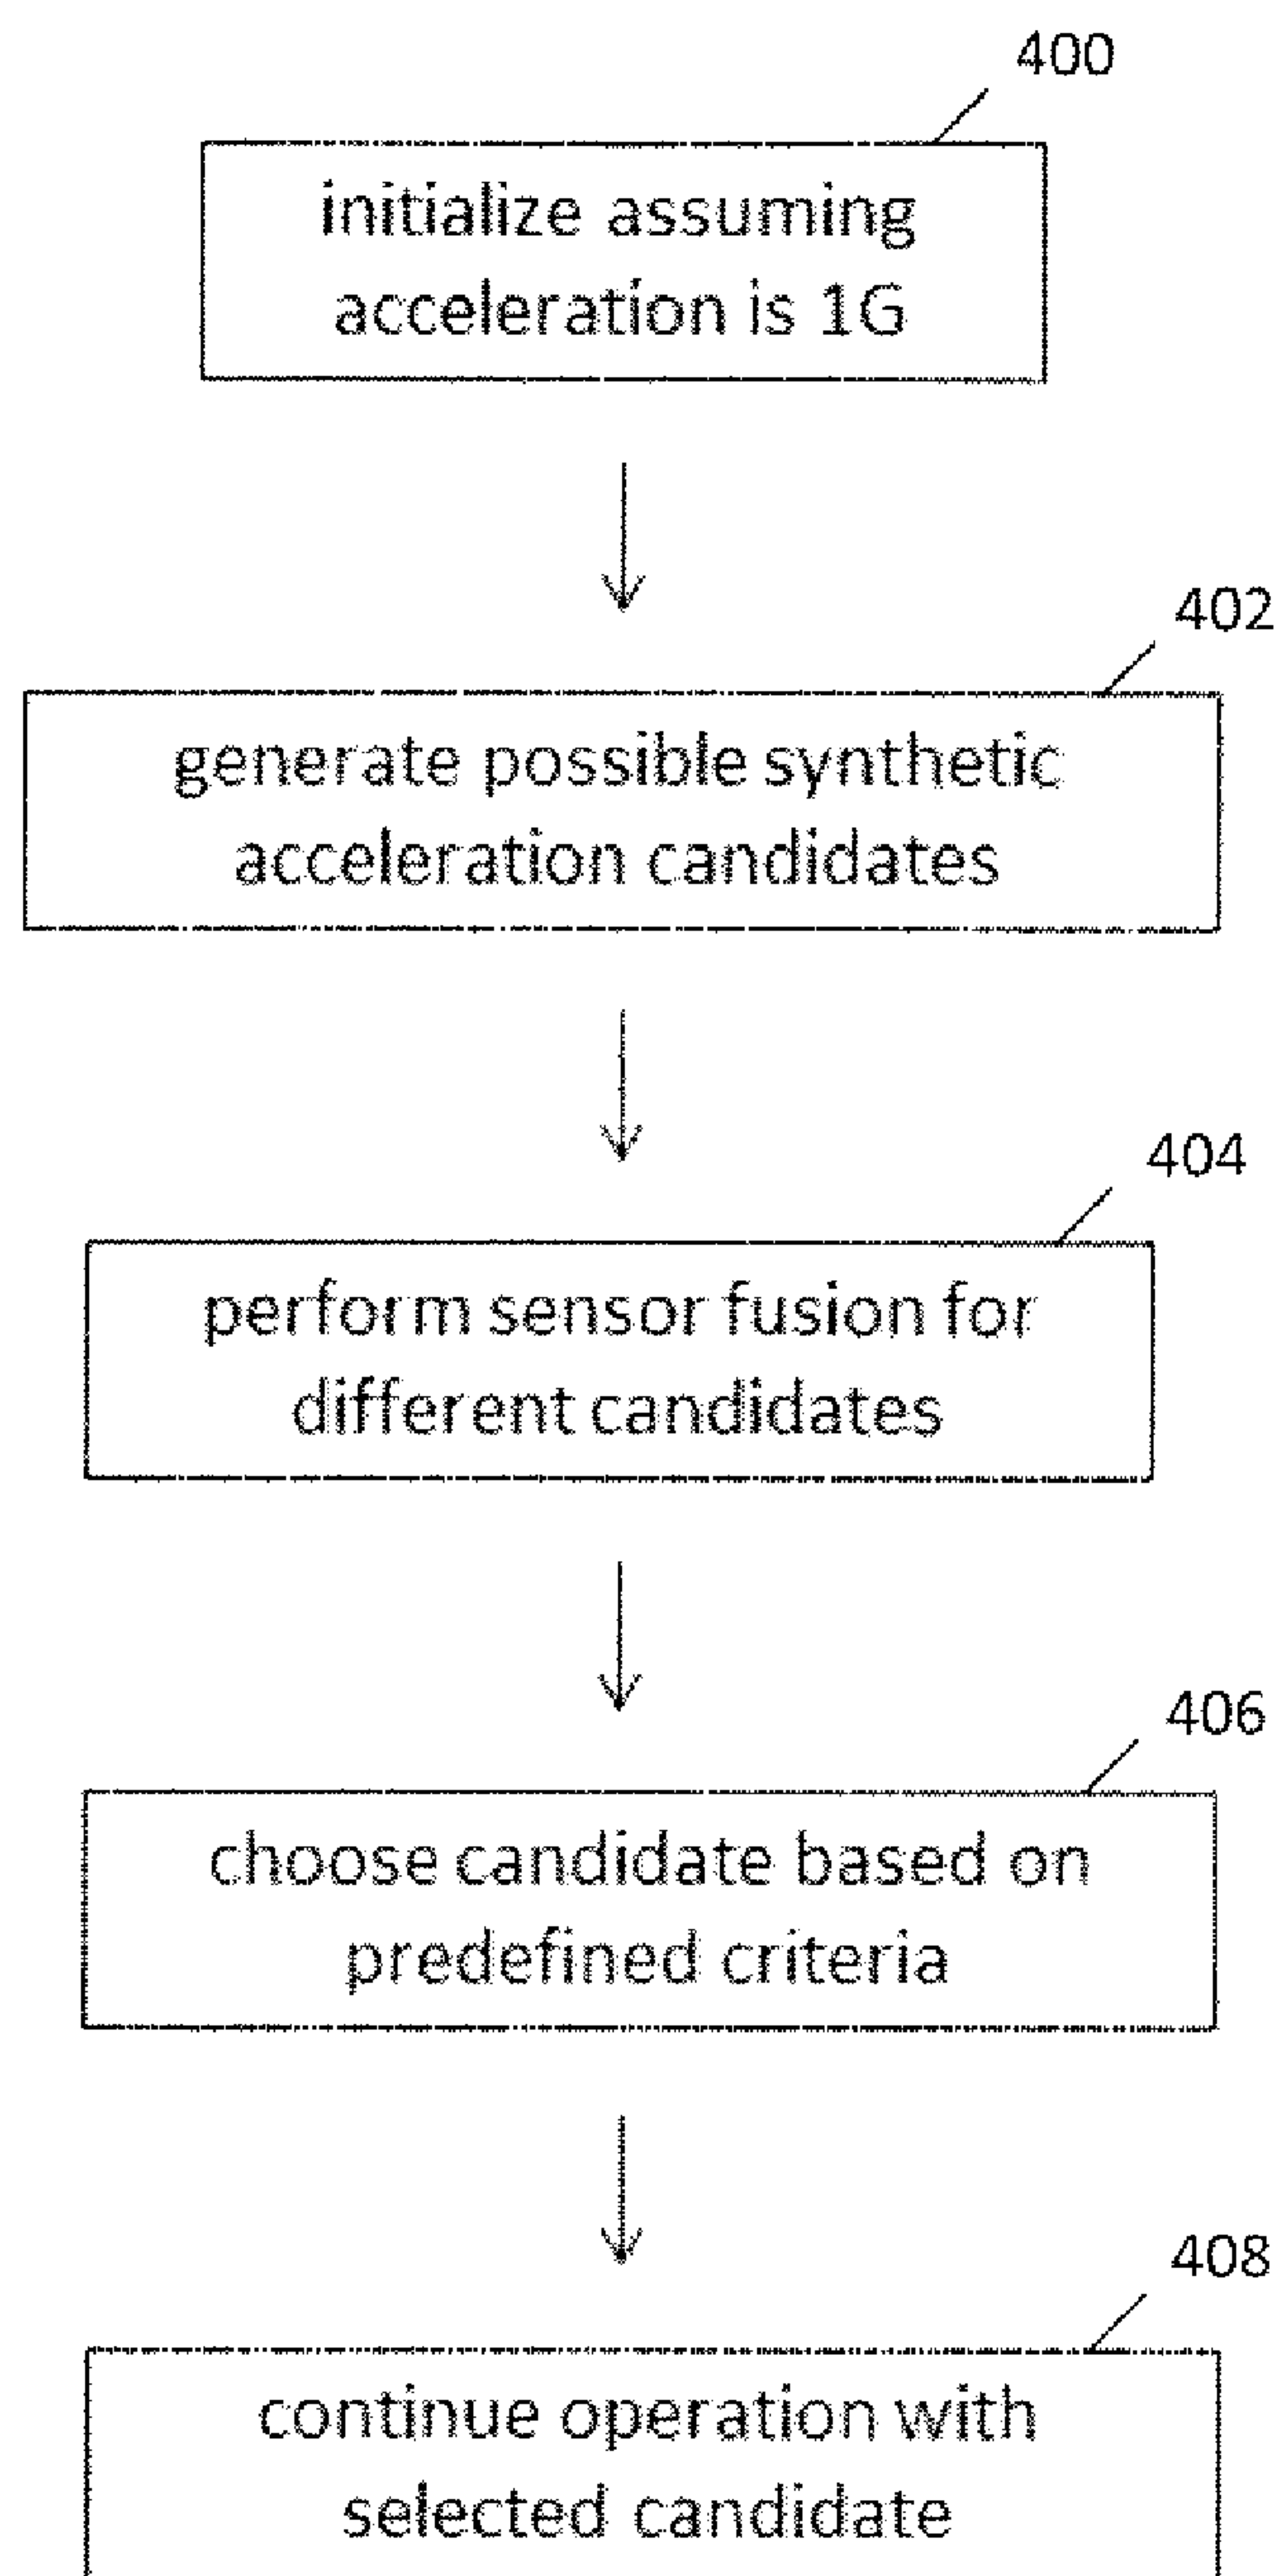 400
initialize assuming
acceleration is 1G
402
generate possible synthetic
acceleration candidates
404
perform sensor fusion for
different candidates
406
choose candidate based on
predefined criteria
408
continue operation with
selected candidate